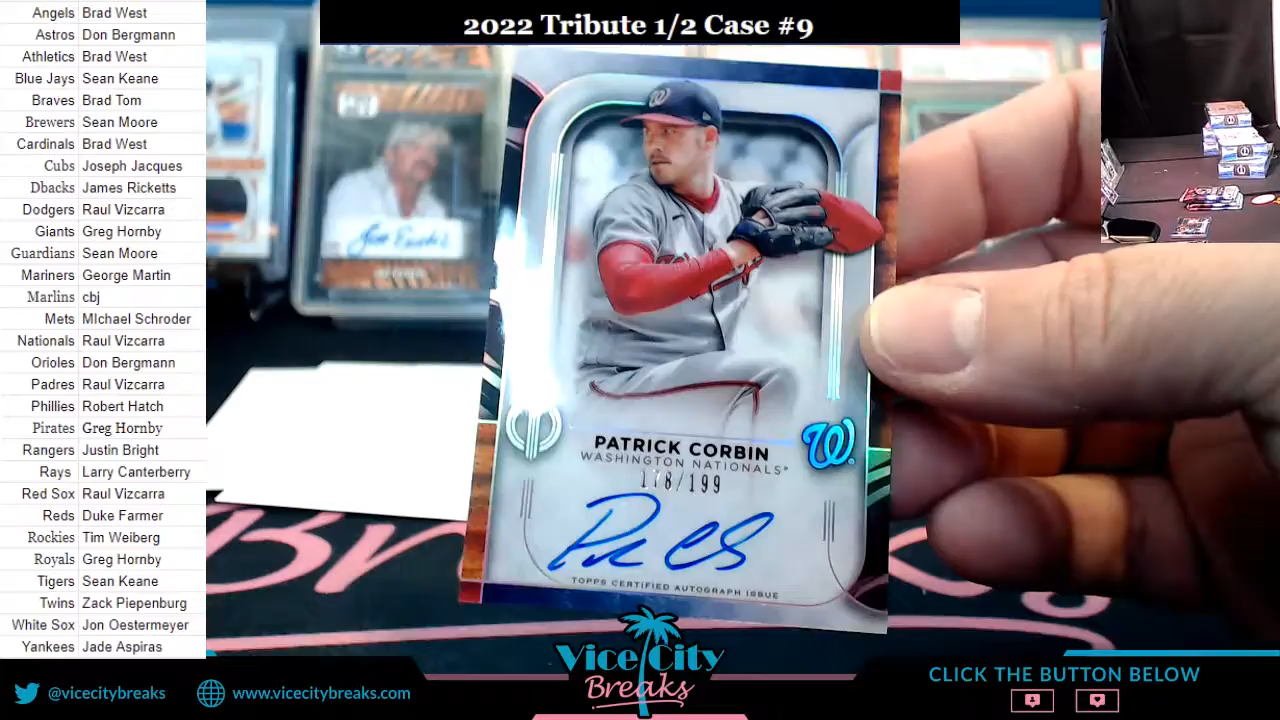 2022 Tribute 1/2 Case #9
Angels Brad West
Astros Don Bergmann
Athletics Brad West
Blue Jays Sean Keane
Braves Brad Tom
Brewers Sean Moore
Cardinals Brad West
Cubs Joseph Jacques
Dbacks James Ricketts
Dodgers Raul Vizcarra
Giants Greg Hornby
Guardians Sean Moore
Mariners George Martin
Marlins cbj
Mets MIchael Schroder
Nationals Raul Vizcarra
Orioles Don Bergmann
Padres Raul Vizcarra
Phillies Robert Hatch
Pirates Greg Hornby
Rangers Justin Bright
Rays Larry Canterberry
Red Sox Raul Vizcarra
Reds Duke Farmer
Rockies Tim Weiberg
Royals Greg Hornby
Tigers Sean Keane
Twins Zack Piepenburg
White Sox Jon Oestermeyer
Yankees Jade Aspiras
W
PATRICK CORBIN
WASHINGTON NATIONALS®
W
178/199
TOPPS CERTIFIED AUTOGRAPH ISSUE
Vice City
Breaks
@vicecitybreaks
www.vicecitybreaks.com
CLICK THE BUTTON BELOW